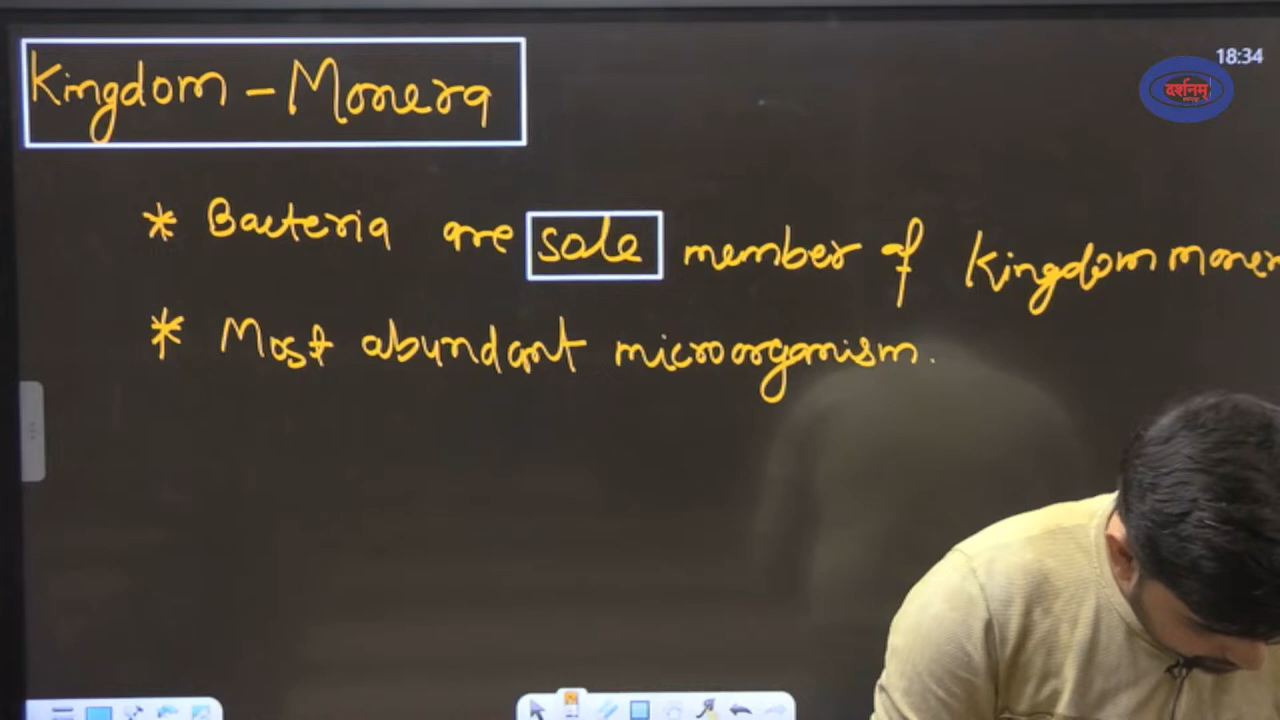 Kingdom - Monera
18:34
दर्शनम्
* Bacteria are sole member of Kingdom moner
* Most abundant microorganism.